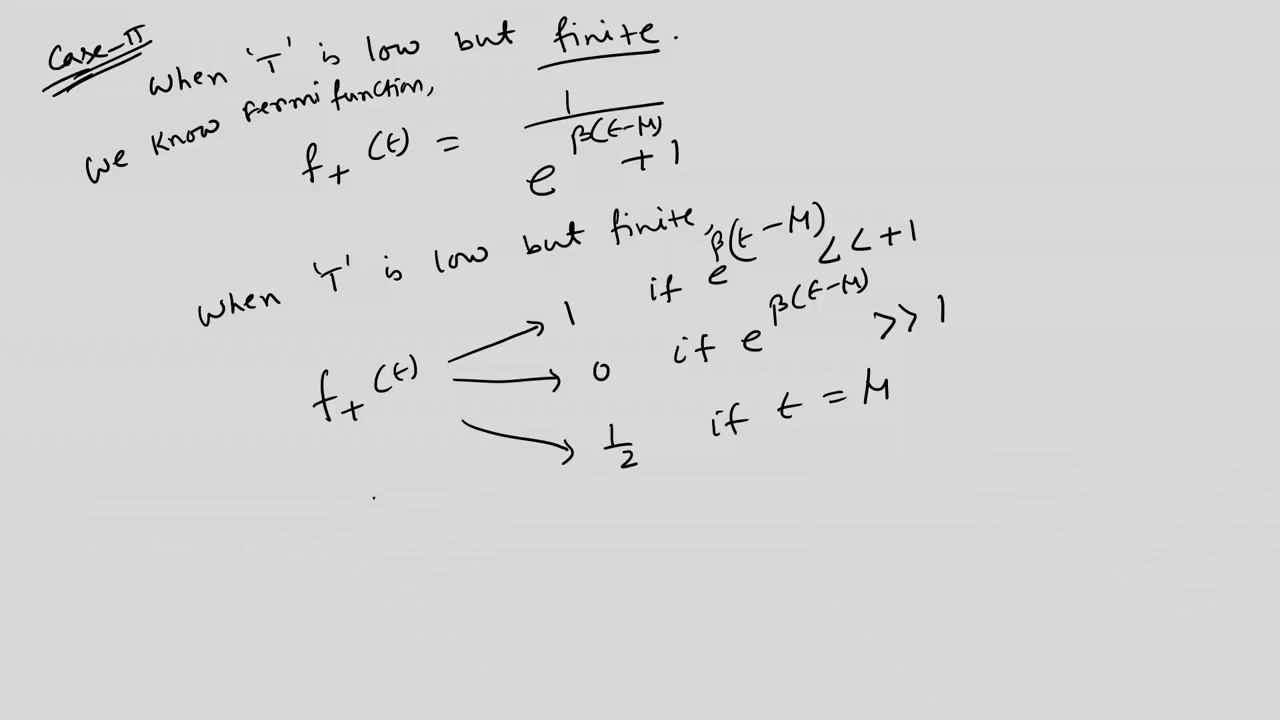 Case-II
When 'T' is low but finite.
We know Fermi function,
f₊(ε) = 1 / e^β(ε-μ) + 1
When 'T' is low but finite,
f₊(ε) → 1 if e^β(ε-μ) << +1
→ 0 if e^β(ε-μ) >> 1
→ 1/2 if ε = μ